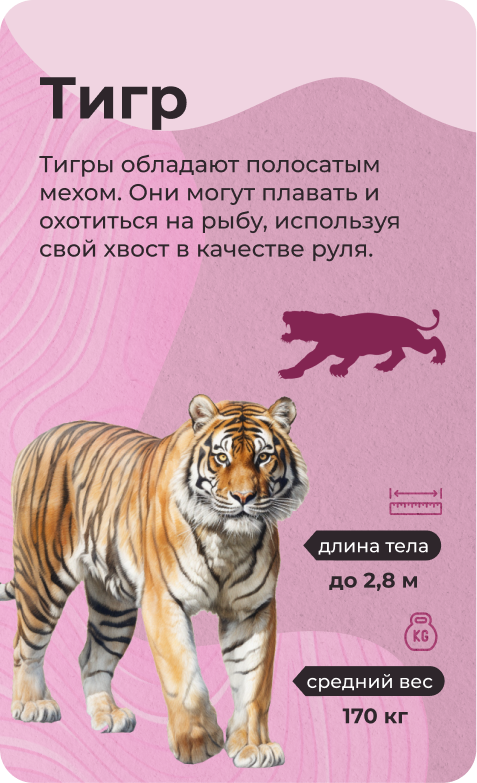 Тигр
Тигры обладают полосатым
мехом. Они могут плавать и
охотиться на рыбу, используя
свой хвост в качестве руля.
длина тела
до 2,8 м
KG
средний вес
170 кг